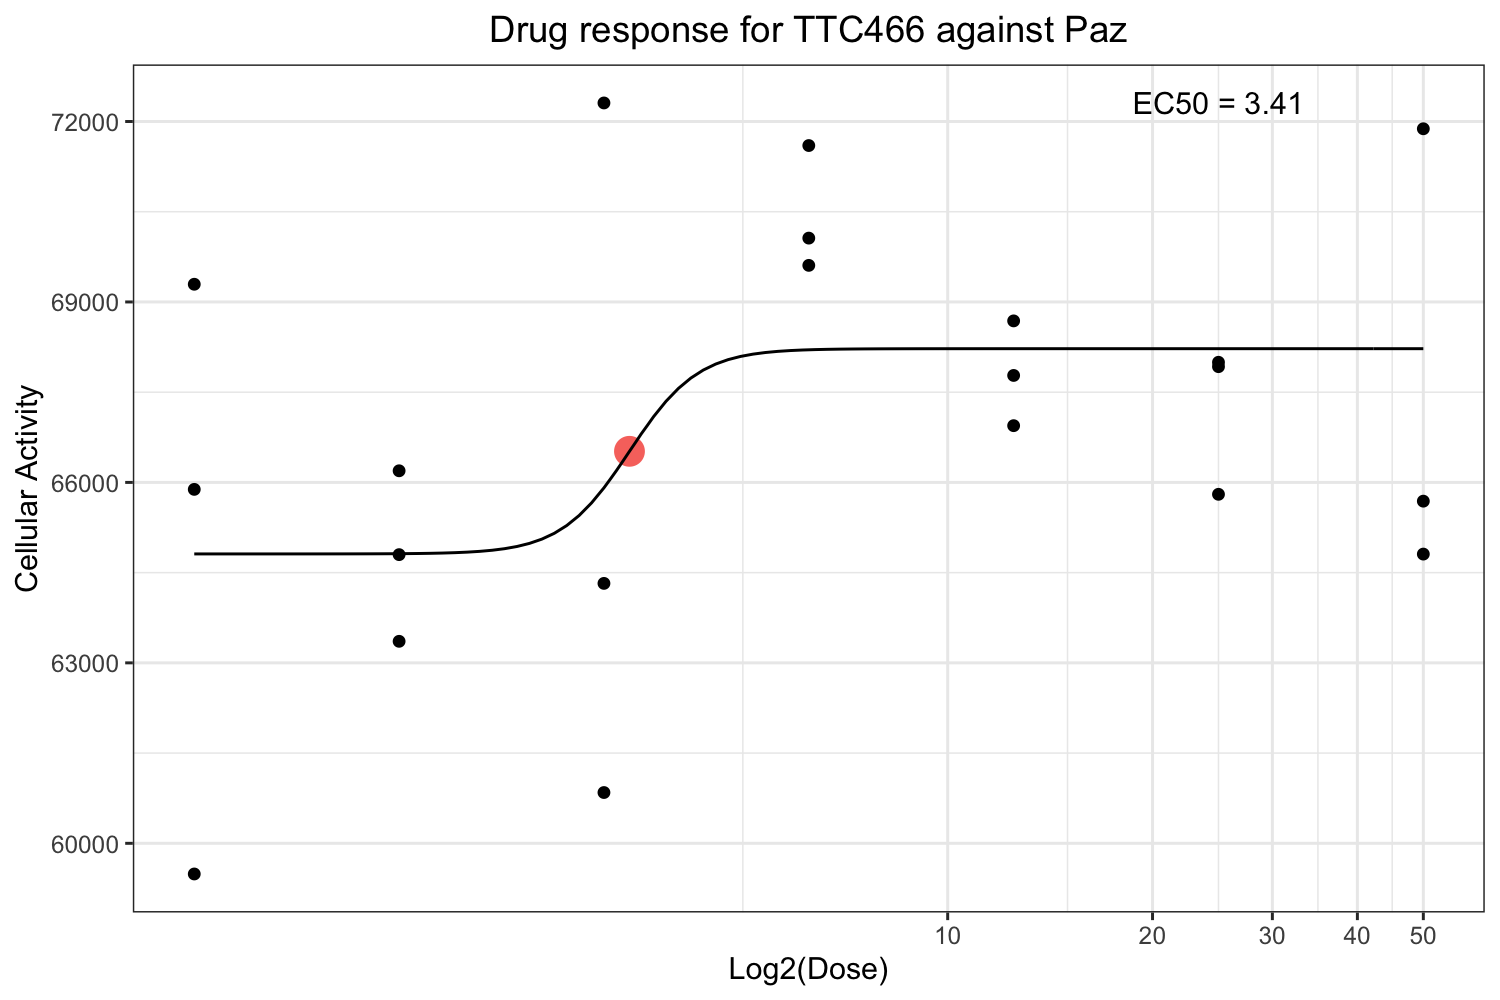 Drug response for TTC466 against Paz
EC50 = 3.41
72000
69000
66000
63000
60000
Cellular Activity
10 20 30 40 50
Log2(Dose)